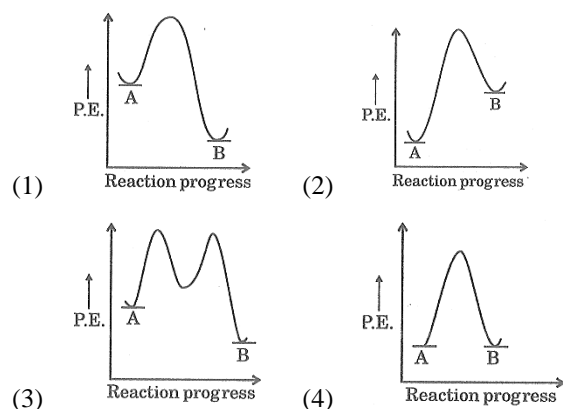 P.E.
A
B
Reaction progress
(1)
P.E.
A
B
Reaction progress
(2)
P.E.
A
B
Reaction progress
(3)
P.E.
A
B
Reaction progress
(4)